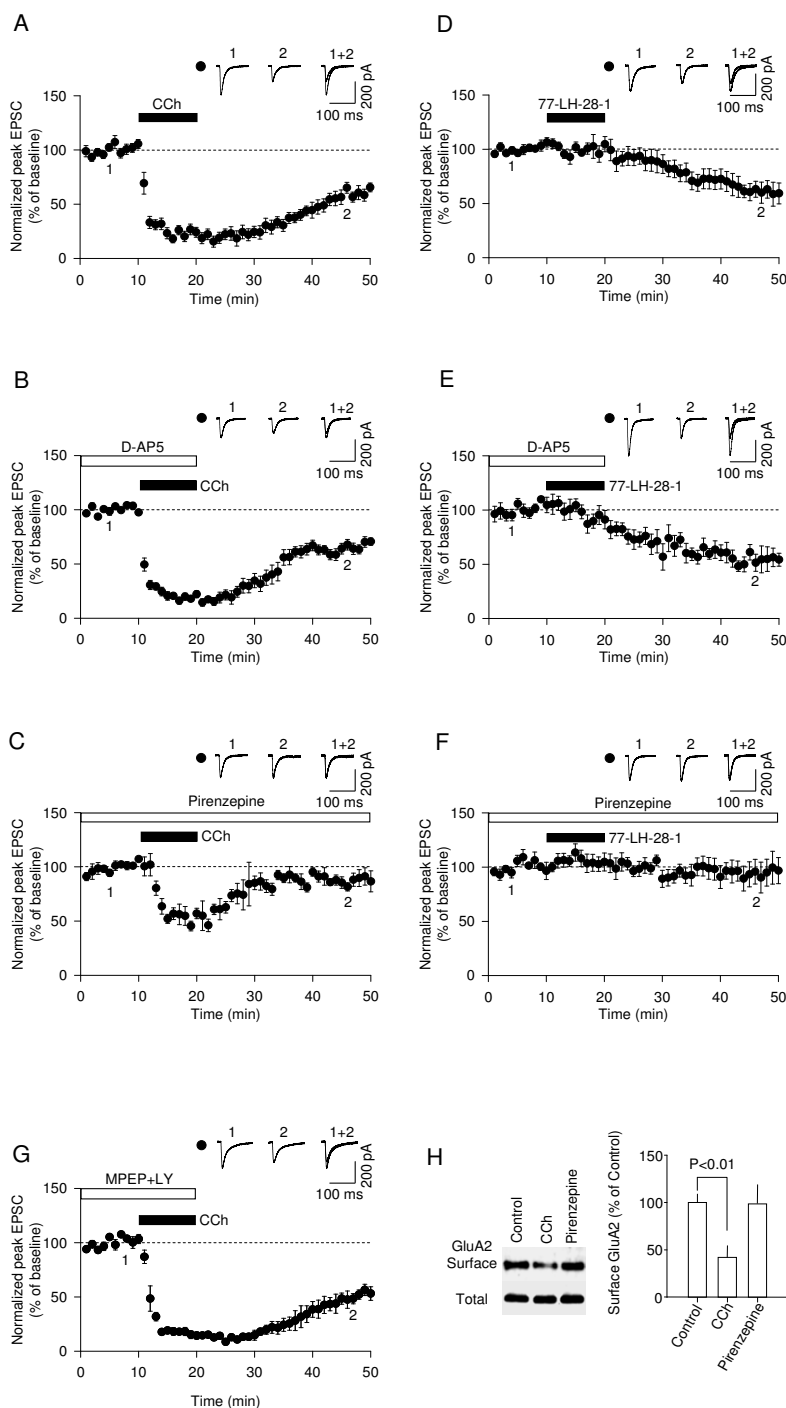 A
1 2 1+2
200 pA
100 ms
CCh
Normalized peak EPSC
(% of baseline)
150
100
50
0
1
2
0 10 20 30 40 50
Time (min)
D
1 2 1+2
200 pA
100 ms
77-LH-28-1
Normalized peak EPSC
(% of baseline)
150
100
50
0
1
2
0 10 20 30 40 50
Time (min)
B
1 2 1+2
200 pA
100 ms
D-AP5
CCh
Normalized peak EPSC
(% of baseline)
150
100
50
0
1
2
0 10 20 30 40 50
Time (min)
E
1 2 1+2
200 pA
100 ms
D-AP5
77-LH-28-1
Normalized peak EPSC
(% of baseline)
150
100
50
0
1
2
0 10 20 30 40 50
Time (min)
C
1 2 1+2
200 pA
100 ms
Pirenzepine
CCh
Normalized peak EPSC
(% of baseline)
150
100
50
0
1
2
0 10 20 30 40 50
Time (min)
F
1 2 1+2
200 pA
100 ms
Pirenzepine
77-LH-28-1
Normalized peak EPSC
(% of baseline)
150
100
50
0
1
2
0 10 20 30 40 50
Time (min)
G
1 2 1+2
200 pA
100 ms
MPEP+LY
CCh
Normalized peak EPSC
(% of baseline)
150
100
50
0
1
2
0 10 20 30 40 50
Time (min)
H
Control
CCh
Pirenzepine
GluA2
Surface
Total
Surface GluA2 (% of Control)
P<0.01
150
100
50
0
Control
CCh
Pirenzepine